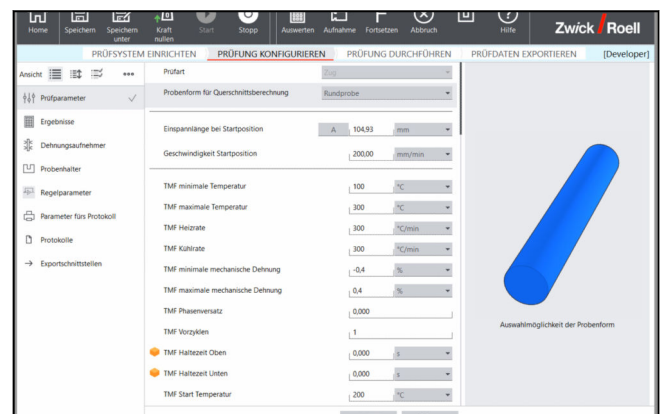 Home Speichern Speichern unter Kraft nullen Start Stopp Auswerten Aufnahme Fortsetzen Abbruch Hilfe Zwick Roell
PRÜFSYSTEM EINRICHTEN PRÜFUNG KONFIGURIEREN PRÜFUNG DURCHFÜHREN PRÜFDATEN EXPORTIEREN [Developer]
Ansicht
Prüfparameter
Ergebnisse
Dehnungsaufnehmer
Probenhalter
Regelparameter
Parameter fürs Protokoll
Protokolle
Exportschnittstellen
Prüfart Zug
Probenform für Querschnittsberechnung Rundprobe
Einspannlänge bei Startposition A 104,93 mm
Geschwindigkeit Startposition 200,00 mm/min
TMF minimale Temperatur 100 °C
TMF maximale Temperatur 300 °C
TMF Heizrate 300 °C/min
TMF Kühlrate 300 °C/min
TMF minimale mechanische Dehnung -0,4 %
TMF maximale mechanische Dehnung 0,4 %
TMF Phasenversatz 0,000
TMF Vorzyklen 1
TMF Haltezeit Oben 0,000 s
TMF Haltezeit Unten 0,000 s
TMF Start Temperatur 200 °C
Auswahlmöglichkeit der Probenform